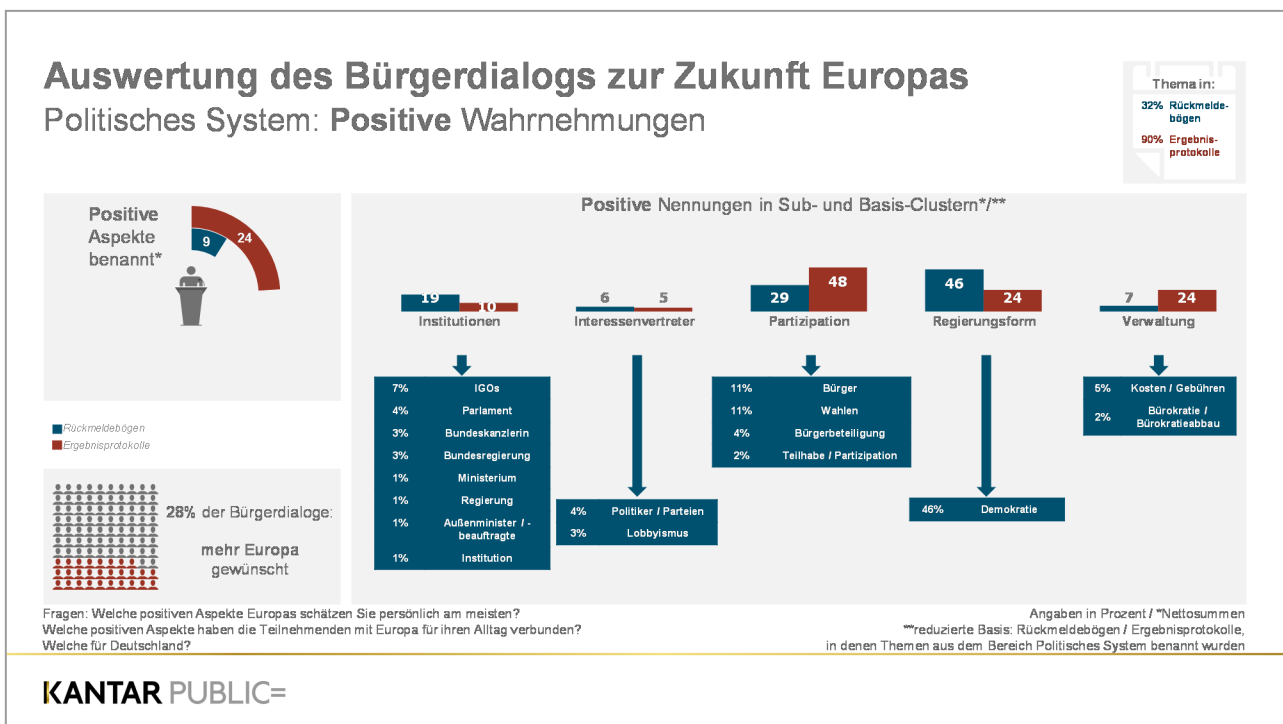 Auswertung des Bürgerdialogs zur Zukunft Europas
Politisches System: Positive Wahrnehmungen
Thema in:
32% Rückmelde-
bögen
90% Ergebnis-
protokolle
Positive
Aspekte
benannt*
9
24
Rückmeldebögen
Ergebnisprotokolle
28% der Bürgerdialoge:
mehr Europa
gewünscht
Positive Nennungen in Sub- und Basis-Clustern*/**
19 10
Institutionen
6 5
Interessenvertreter
29 48
Partizipation
46 24
Regierungsform
7 24
Verwaltung
7% IGOs
4% Parlament
3% Bundeskanzlerin
3% Bundesregierung
1% Ministerium
1% Regierung
1% Außenminister / -
beauftragte
1% Institution
4% Politiker / Parteien
3% Lobbyismus
11% Bürger
11% Wahlen
4% Bürgerbeteiligung
2% Teilhabe / Partizipation
46% Demokratie
5% Kosten / Gebühren
2% Bürokratie /
Bürokratieabbau
Fragen: Welche positiven Aspekte Europas schätzen Sie persönlich am meisten?
Welche positiven Aspekte haben die Teilnehmenden mit Europa für ihren Alltag verbunden?
Welche für Deutschland?
Angaben in Prozent / *Nettosummen
**reduzierte Basis: Rückmeldebögen / Ergebnisprotokolle,
in denen Themen aus dem Bereich Politisches System benannt wurden
KANTAR PUBLIC=